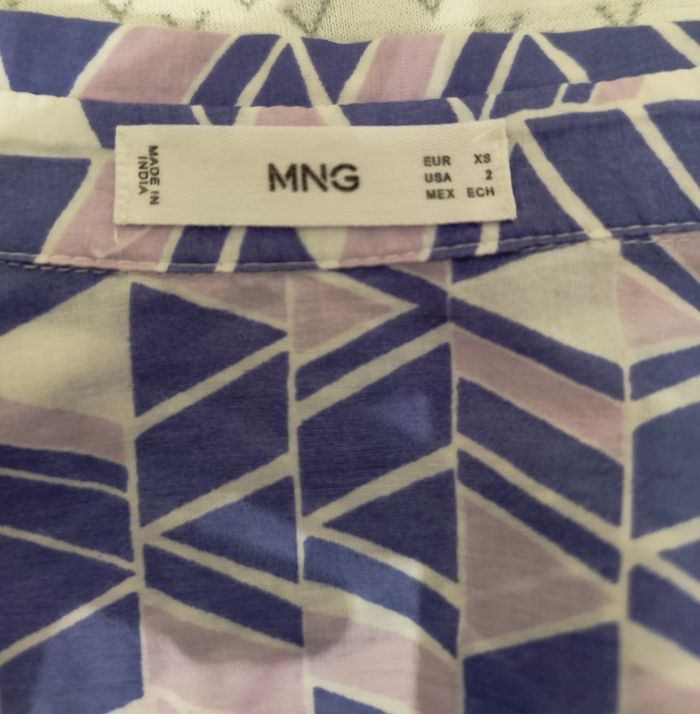 MADE IN
INDIA
MNG
EUR XS
USA 2
MEX ECH